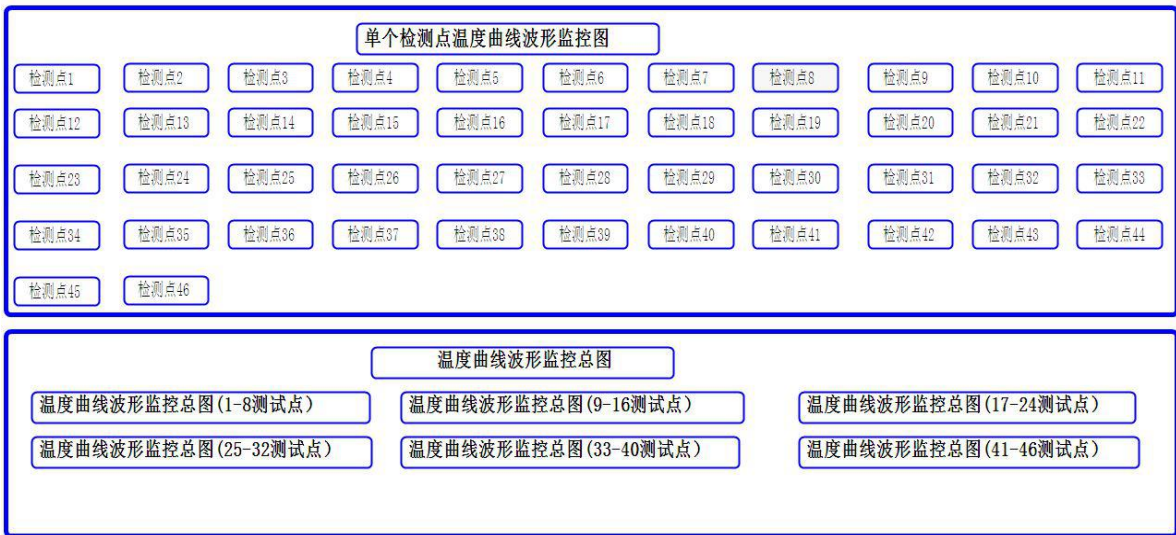 单个检测点温度曲线波形监控图
检测点1 检测点2 检测点3 检测点4 检测点5 检测点6 检测点7 检测点8 检测点9 检测点10 检测点11
检测点12 检测点13 检测点14 检测点15 检测点16 检测点17 检测点18 检测点19 检测点20 检测点21 检测点22
检测点23 检测点24 检测点25 检测点26 检测点27 检测点28 检测点29 检测点30 检测点31 检测点32 检测点33
检测点34 检测点35 检测点36 检测点37 检测点38 检测点39 检测点40 检测点41 检测点42 检测点43 检测点44
检测点45 检测点46
温度曲线波形监控总图
温度曲线波形监控总图(1-8测试点) 温度曲线波形监控总图(9-16测试点) 温度曲线波形监控总图(17-24测试点)
温度曲线波形监控总图(25-32测试点) 温度曲线波形监控总图(33-40测试点) 温度曲线波形监控总图(41-46测试点)